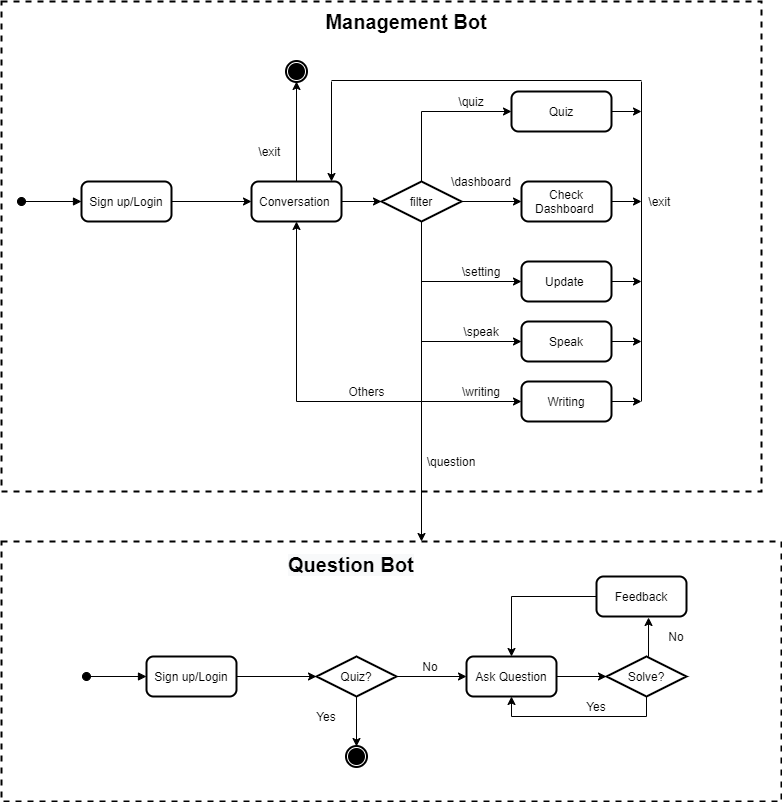 Management Bot
\quiz
Quiz
\exit
\dashboard
Sign up/Login
Conversation
filter
Check
Dashboard
\exit
\setting
Update
\speak
Speak
Others
\writing
Writing
\question
Question Bot
Feedback
No
Sign up/Login
Quiz?
No
Ask Question
Solve?
Yes
Yes